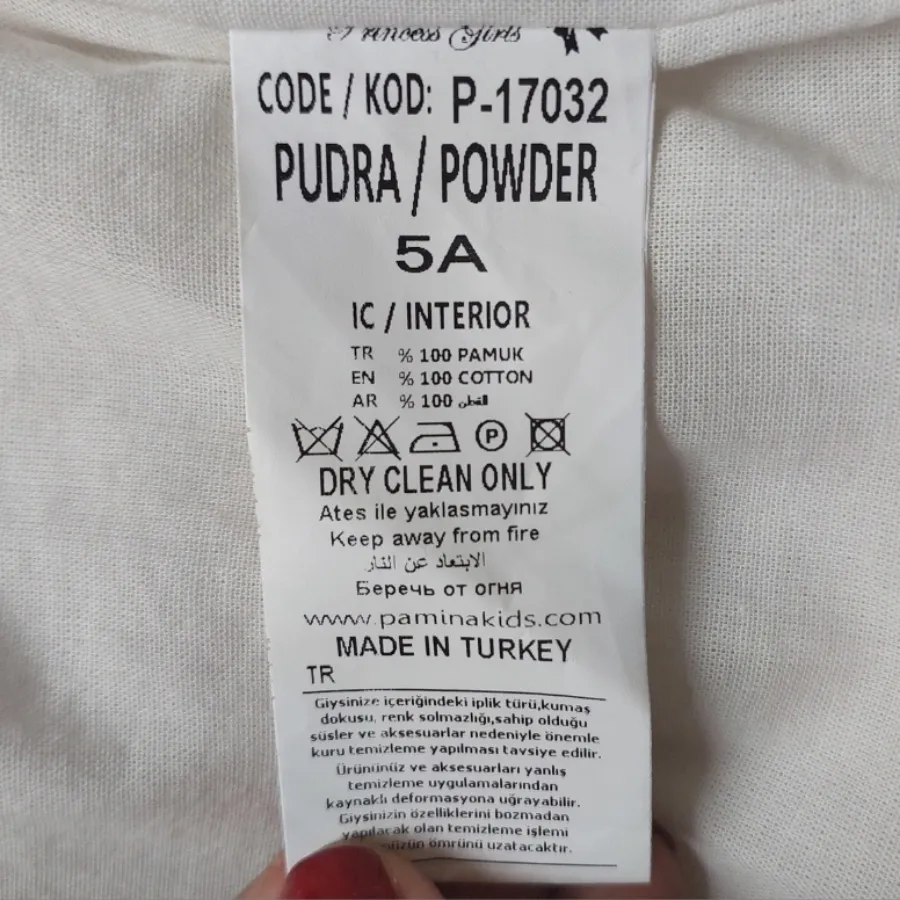 Princess Girls
CODE / KOD: P-17032
PUDRA / POWDER
5A
IC / INTERIOR
TR % 100 PAMUK
EN % 100 COTTON
AR % 100 القطن
P
DRY CLEAN ONLY
Ates ile yaklasmayınız
Keep away from fire
الابتعاد عن النار
Беречь от огня
www.paminakids.com
MADE IN TURKEY
TR
Giysinize içeriğindeki iplik türü,kumaş
dokusu, renk solmazlığı,sahip olduğu
süsler ve aksesuarlar nedeniyle önemle
kuru temizleme yapılması tavsiye edilir.
Ürününüz ve aksesuarları yanlış
temizleme uygulamalarından
kaynaklı deformasyona uğrayabilir.
Giysinizin özelliklerini bozmadan
yapılacak olan temizleme işlemi
ömrünü uzatacaktır.